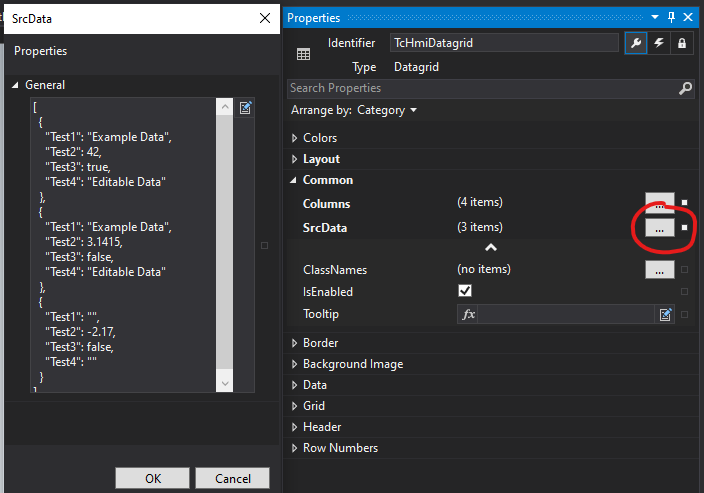 SrcData
Properties
General
[
{
"Test1": "Example Data",
"Test2": 42,
"Test3": true,
"Test4": "Editable Data"
},
{
"Test1": "Example Data",
"Test2": 3.1415,
"Test3": false,
"Test4": "Editable Data"
},
{
"Test1": "",
"Test2": -2.17,
"Test3": false,
"Test4": ""
}
]
OK Cancel
Properties
Identifier TcHmiDatagrid
Type Datagrid
Search Properties
Arrange by: Category
Colors
Layout
Common
Columns (4 items) ...
SrcData (3 items) ...
ClassNames (no items) ...
IsEnabled
Tooltip fx
Border
Background Image
Data
Grid
Header
Row Numbers